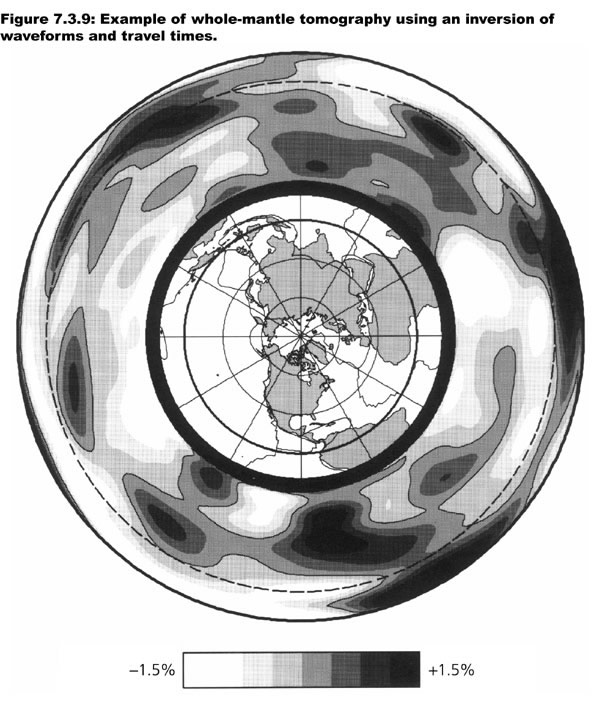 Figure 7.3.9: Example of whole-mantle tomography using an inversion of
waveforms and travel times.
−1.5% +1.5%